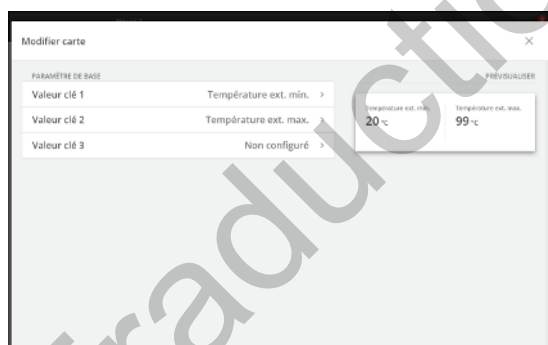 Modifier carte
PARAMÈTRE DE BASE
Valeur clé 1 Température ext. min.
Valeur clé 2 Température ext. max.
Valeur clé 3 Non configuré
PRÉVISUALISER
Température ext. min. Température ext. max.
20 °C 99 °C
Traduction